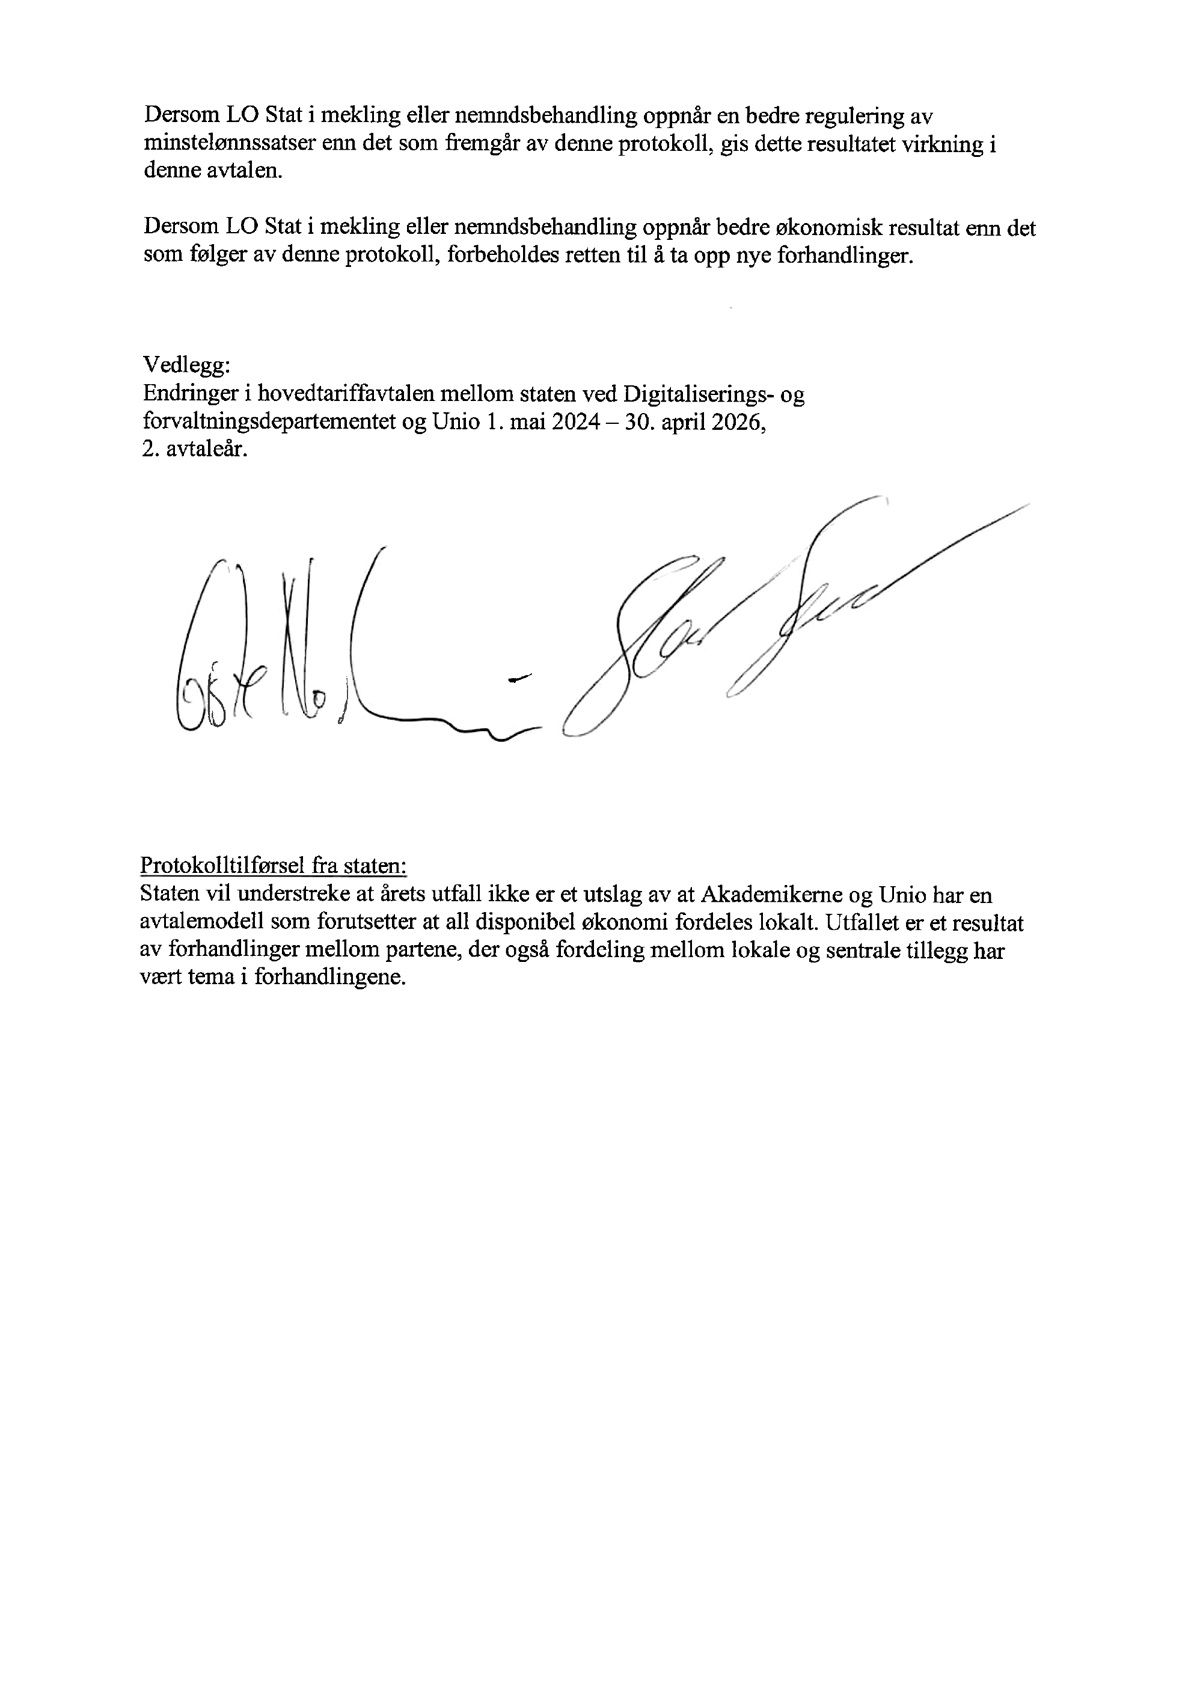 Dersom LO Stat i mekling eller nemndsbehandling oppnår en bedre regulering av
minstelønnssatser enn det som fremgår av denne protokoll, gis dette resultatet virkning i
denne avtalen.
Dersom LO Stat i mekling eller nemndsbehandling oppnår bedre økonomisk resultat enn det
som følger av denne protokoll, forbeholdes retten til å ta opp nye forhandlinger.
Vedlegg:
Endringer i hovedtariffavtalen mellom staten ved Digitaliserings- og
forvaltningsdepartementet og Unio 1. mai 2024 – 30. april 2026,
2. avtaleår.
Protokolltilførsel fra staten:
Staten vil understreke at årets utfall ikke er et utslag av at Akademikerne og Unio har en
avtalemodell som forutsetter at all disponibel økonomi fordeles lokalt. Utfallet er et resultat
av forhandlinger mellom partene, der også fordeling mellom lokale og sentrale tillegg har
vært tema i forhandlingene.